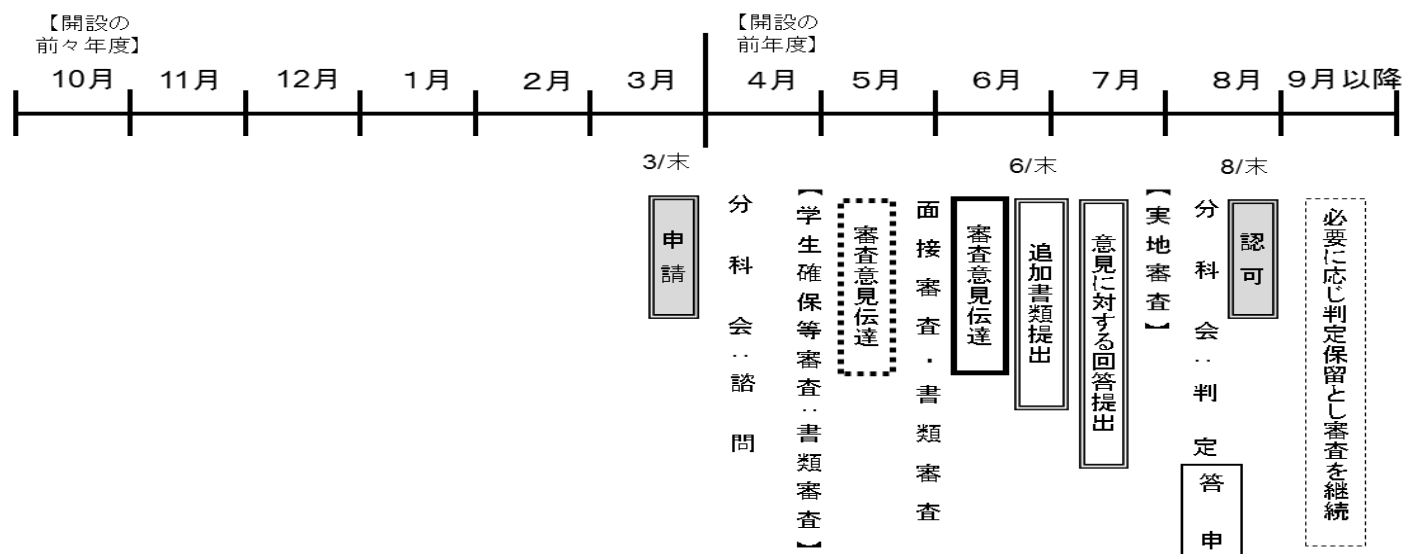 【開設の
前々年度】
【開設の
前年度】
10月 11月 12月 1月 2月 3月 4月 5月 6月 7月 8月 9月以降
3/末 6/末 8/末
申請
分科会：諮問
【学生確保等審査：書類審査】
審査意見伝達
面接審査・書類審査
審査意見伝達
追加書類提出
意見に対する回答提出
【実地審査】
分科会：判定
答申
認可
必要に応じ判定保留とし審査を継続